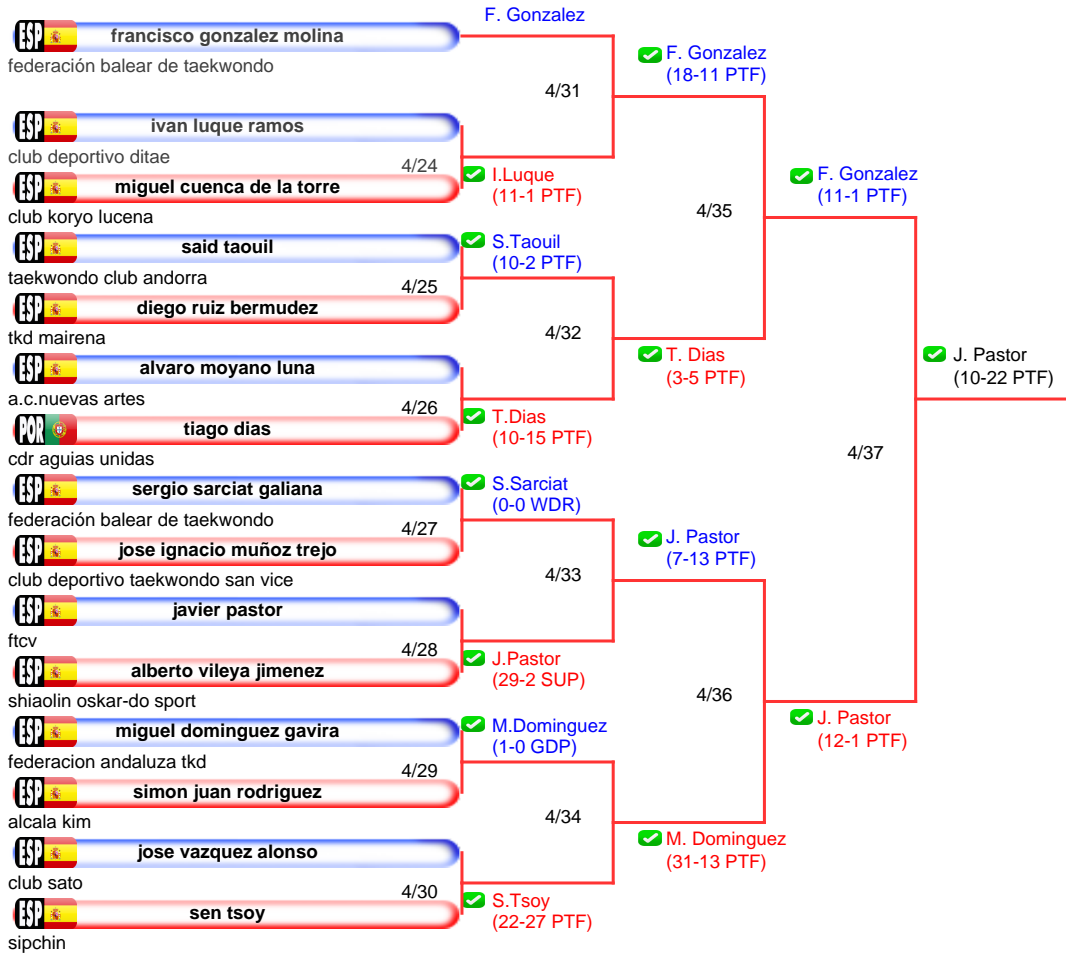 F. Gonzalez
ESP francisco gonzalez molina
federación balear de taekwondo
F. Gonzalez
(18-11 PTF)
4/31
ESP ivan luque ramos
club deportivo ditae
4/24
I.Luque
(11-1 PTF)
ESP miguel cuenca de la torre
club koryo lucena
F. Gonzalez
(11-1 PTF)
4/35
ESP said taouil
taekwondo club andorra
S.Taouil
(10-2 PTF)
4/25
ESP diego ruiz bermudez
tkd mairena
4/32
T. Dias
(3-5 PTF)
ESP alvaro moyano luna
a.c.nuevas artes
4/26
T.Dias
(10-15 PTF)
POR tiago dias
cdr aguias unidas
J. Pastor
(10-22 PTF)
4/37
ESP sergio sarciat galiana
federación balear de taekwondo
S.Sarciat
(0-0 WDR)
4/27
ESP jose ignacio muñoz trejo
club deportivo taekwondo san vice
J. Pastor
(7-13 PTF)
4/33
ESP javier pastor
ftcv
4/28
J.Pastor
(29-2 SUP)
ESP alberto vileya jimenez
shiaolin oskar-do sport
4/36
J. Pastor
(12-1 PTF)
ESP miguel dominguez gavira
federacion andaluza tkd
M.Dominguez
(1-0 GDP)
4/29
ESP simon juan rodriguez
alcala kim
4/34
M. Dominguez
(31-13 PTF)
ESP jose vazquez alonso
club sato
4/30
S.Tsoy
(22-27 PTF)
ESP sen tsoy
sipchin